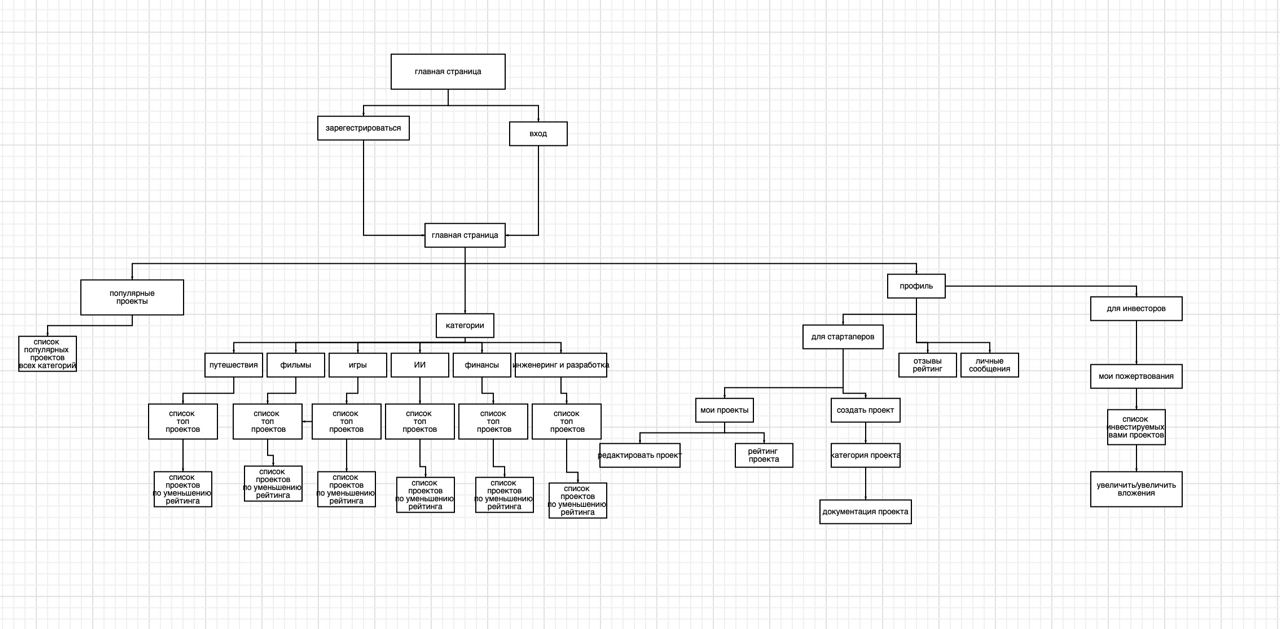 главная страница
зарегестрироваться
вход
главная страница
популярные
проекты
профиль
для инвесторов
категории
для стартаперов
список
популярных
проектов
всех категорий
путешествия
фильмы
игры
ИИ
финансы
инженеринг и разработка
отзывы
рейтинг
личные
сообщения
мои пожертвования
список
топ
проектов
список
топ
проектов
список
топ
проектов
список
топ
проектов
список
топ
проектов
список
топ
проектов
мои проекты
создать проект
список
инвестируемых
вами проектов
редактировать проект
рейтинг
проекта
категория проекта
список
проектов
по уменьшению
рейтинга
список
проектов
по уменьшению
рейтинга
список
проектов
по уменьшению
рейтинга
список
проектов
по уменьшению
рейтинга
список
проектов
по уменьшению
рейтинга
список
проектов
по уменьшению
рейтинга
документация проекта
увеличить/увеличить
вложения